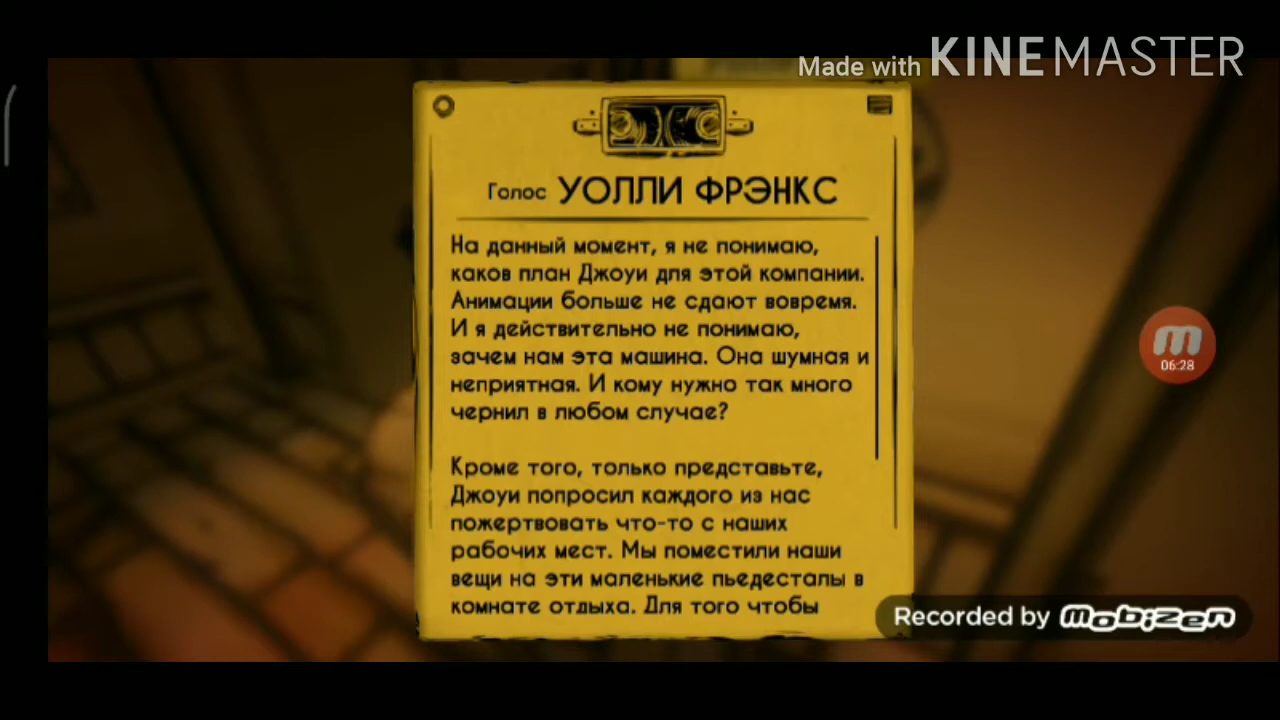 Made with KINEMASTER
Голос УОЛЛИ ФРЭНКС
На данный момент, я не понимаю,
каков план Джоуи для этой компании.
Анимации больше не сдают вовремя.
И я действительно не понимаю,
зачем нам эта машина. Она шумная и
неприятная. И кому нужно так много
чернил в любом случае?
Кроме того, только представьте,
Джоуи попросил каждого из нас
пожертвовать что-то с наших
рабочих мест. Мы поместили наши
вещи на эти маленькие пьедесталы в
комнате отдыха. Для того чтобы
06:28
Recorded by mobizen